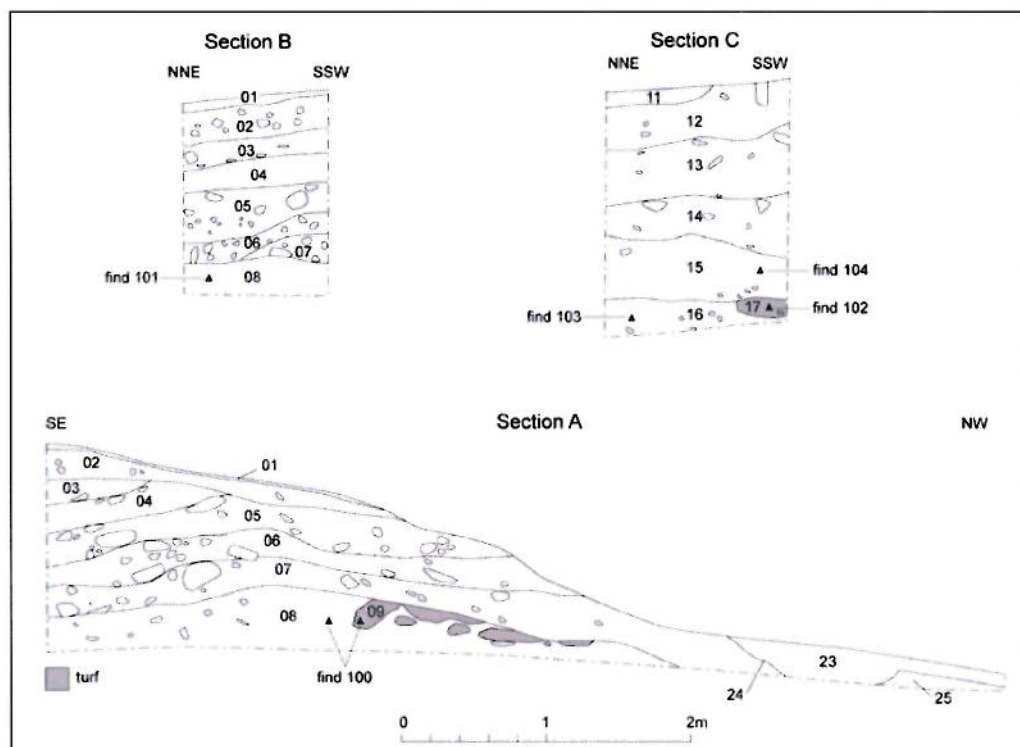 Section B
NNE SSW
01
02
03
04
05
06
07
find 101
08
Section C
NNE SSW
11
12
13
14
15
find 104
find 103
16
17
find 102
SE
Section A
NW
02
01
03
04
05
06
07
08
09
23
turf
find 100
24
25
0 1 2m